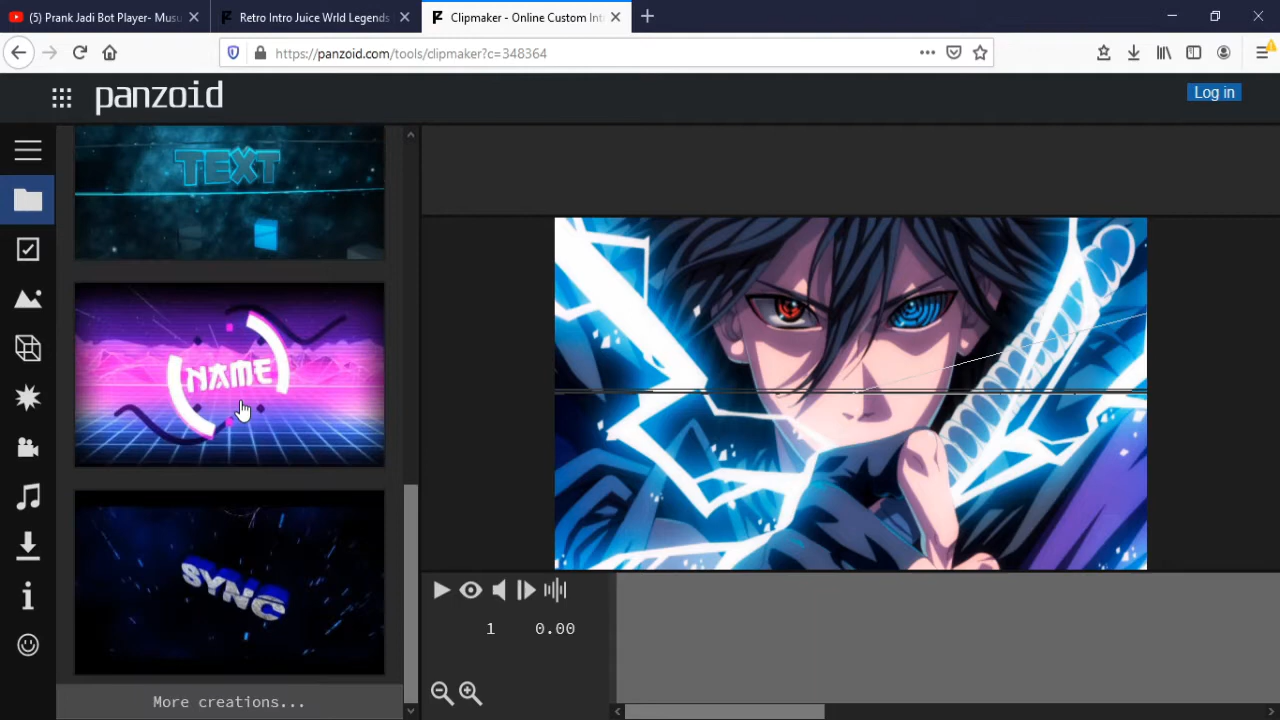 (5) Prank Jadi Bot Player- Musu
Retro Intro Juice Wrld Legends
Clipmaker - Online Custom Int
https://panzoid.com/tools/clipmaker?c=348364
panzoid
Log in
TEXT
NAME
SYNC
More creations...
1 0.00